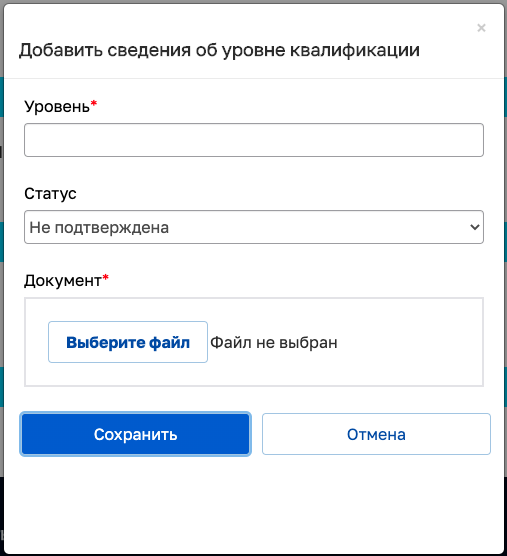 ×
Добавить сведения об уровне квалификации
Уровень*
Статус
Не подтверждена
Документ*
Выберите файл Файл не выбран
Сохранить Отмена